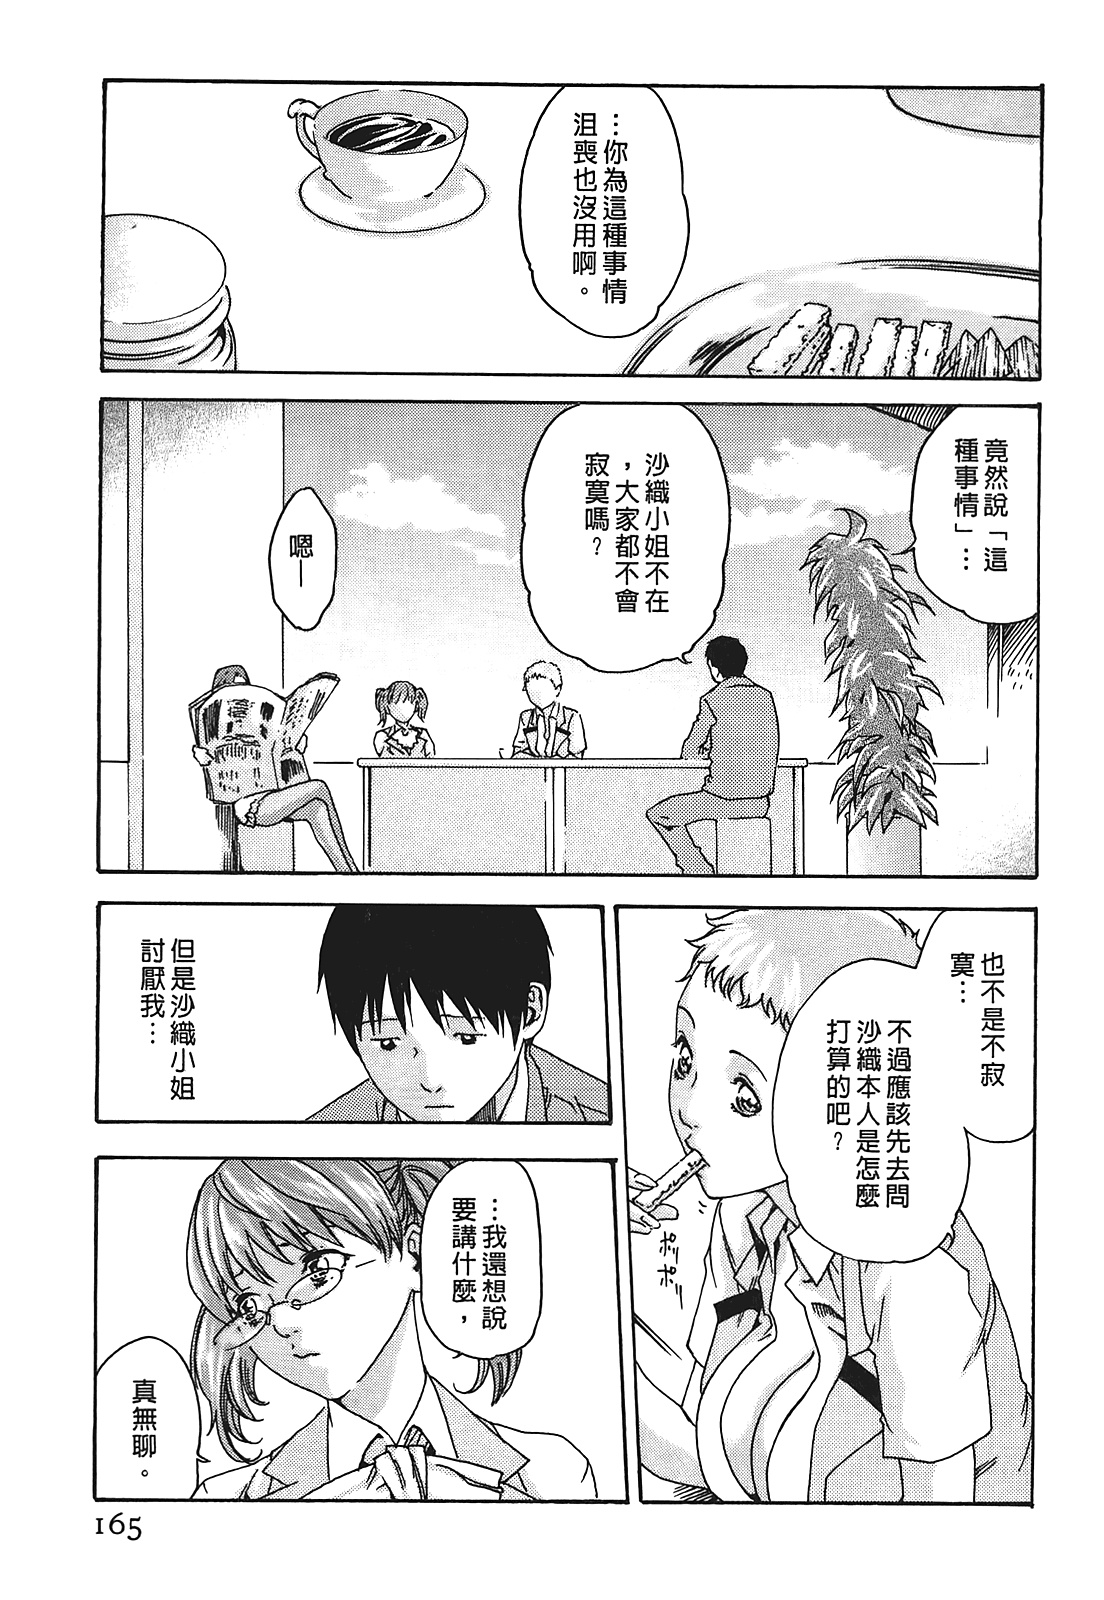 …你為這種事情
沮喪也沒用啊。
竟然說「這
種事情」…
沙織小姐不在
，大家都不會
寂寞嗎？
嗯—
也不是不寂
寞…
不過應該先去問
沙織本人是怎麼
打算的吧？
ポリッ
ポリ
但是沙織小姐
討厭我…
…我還想說
要講什麼，
真無聊。
165